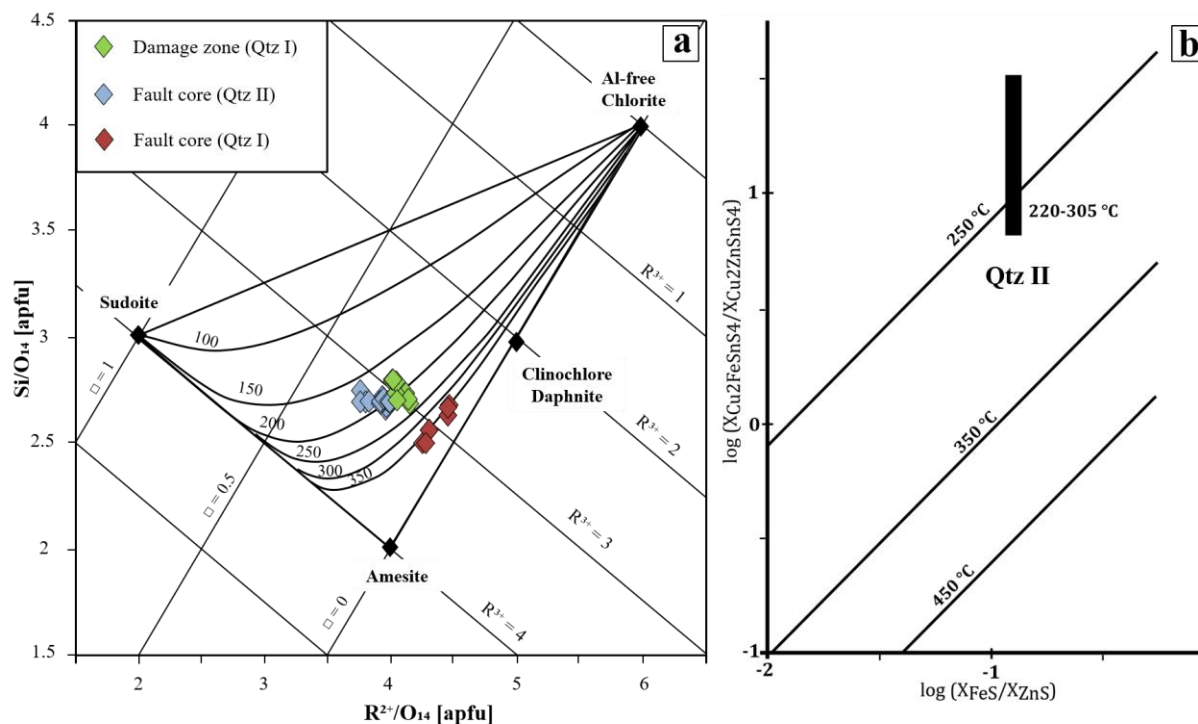 a
Damage zone (Qtz I)
Fault core (Qtz II)
Fault core (Qtz I)
4.5
4
3.5
3
2.5
2
1.5
Si/O₁₄ [apfu]
2
3
4
5
6
R²⁺/O₁₄ [apfu]
Al-free
Chlorite
Sudoite
Clinochlore
Daphnite
Amesite
100
150
200
250
300
350
□ = 1
□ = 0.5
□ = 0
R³⁺ = 1
R³⁺ = 2
R³⁺ = 3
R³⁺ = 4
b
log (XCu2FeSnS4/XCu2ZnSnS4)
1
0
-1
250 °C
220-305 °C
Qtz II
350 °C
450 °C
-2
-1
log (XFeS/XZnS)